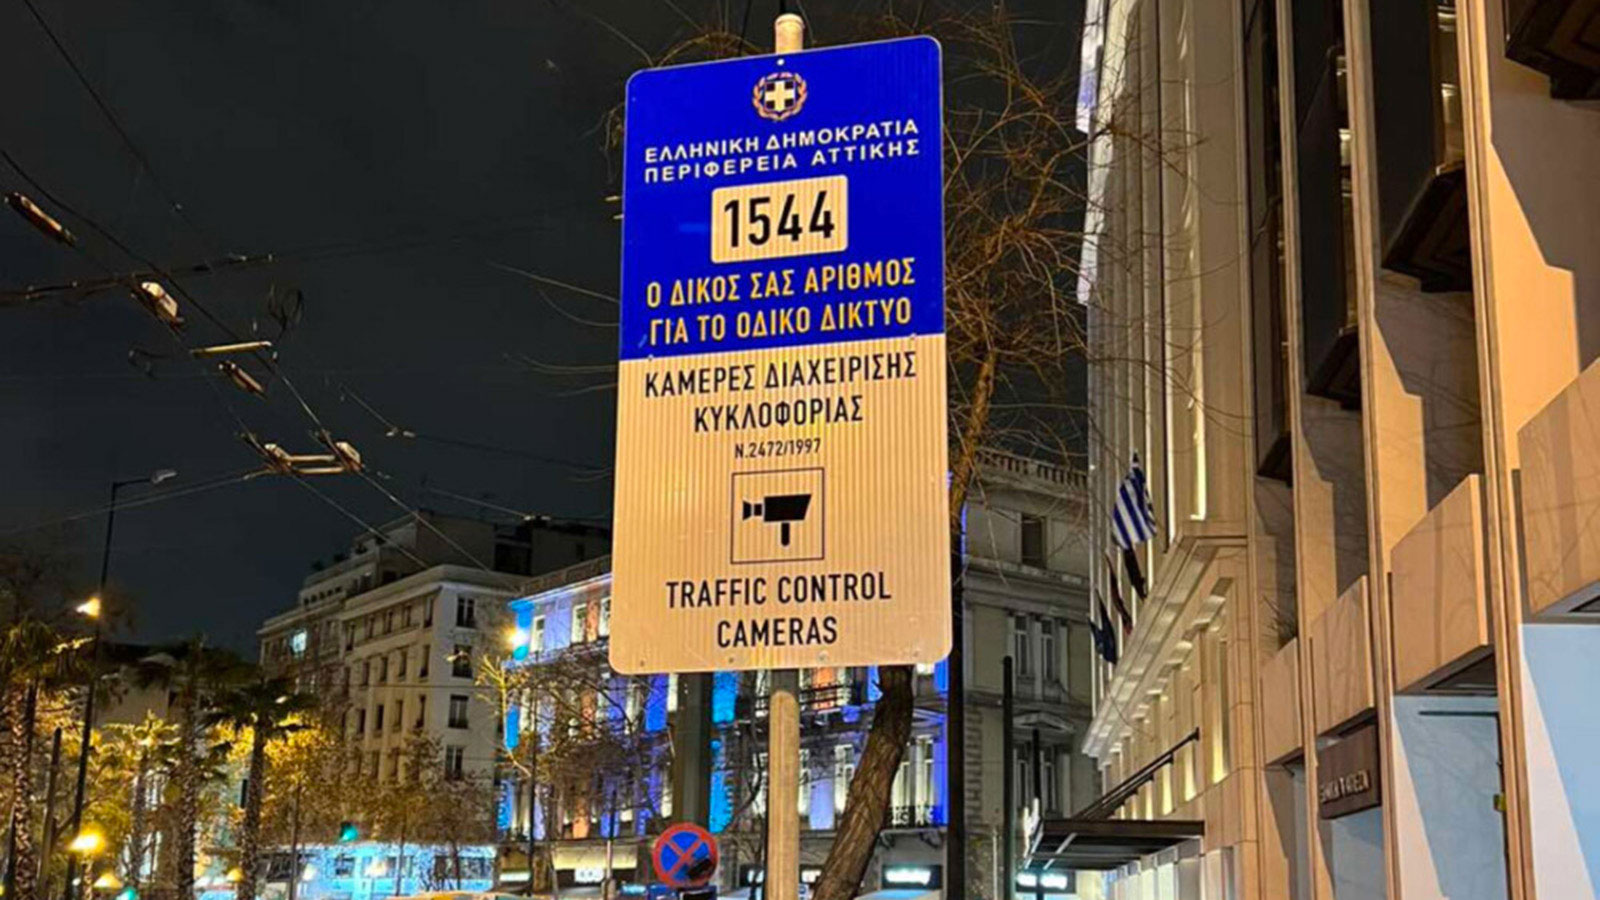 ΕΛΛΗΝΙΚΗ ΔΗΜΟΚΡΑΤΙΑ
ΠΕΡΙΦΕΡΕΙΑ ΑΤΤΙΚΗΣ
1544
Ο ΔΙΚΟΣ ΣΑΣ ΑΡΙΘΜΟΣ
ΓΙΑ ΤΟ ΟΔΙΚΟ ΔΙΚΤΥΟ
ΚΑΜΕΡΕΣ ΔΙΑΧΕΙΡΙΣΗΣ
ΚΥΚΛΟΦΟΡΙΑΣ
Ν.2472/1997
TRAFFIC CONTROL
CAMERAS